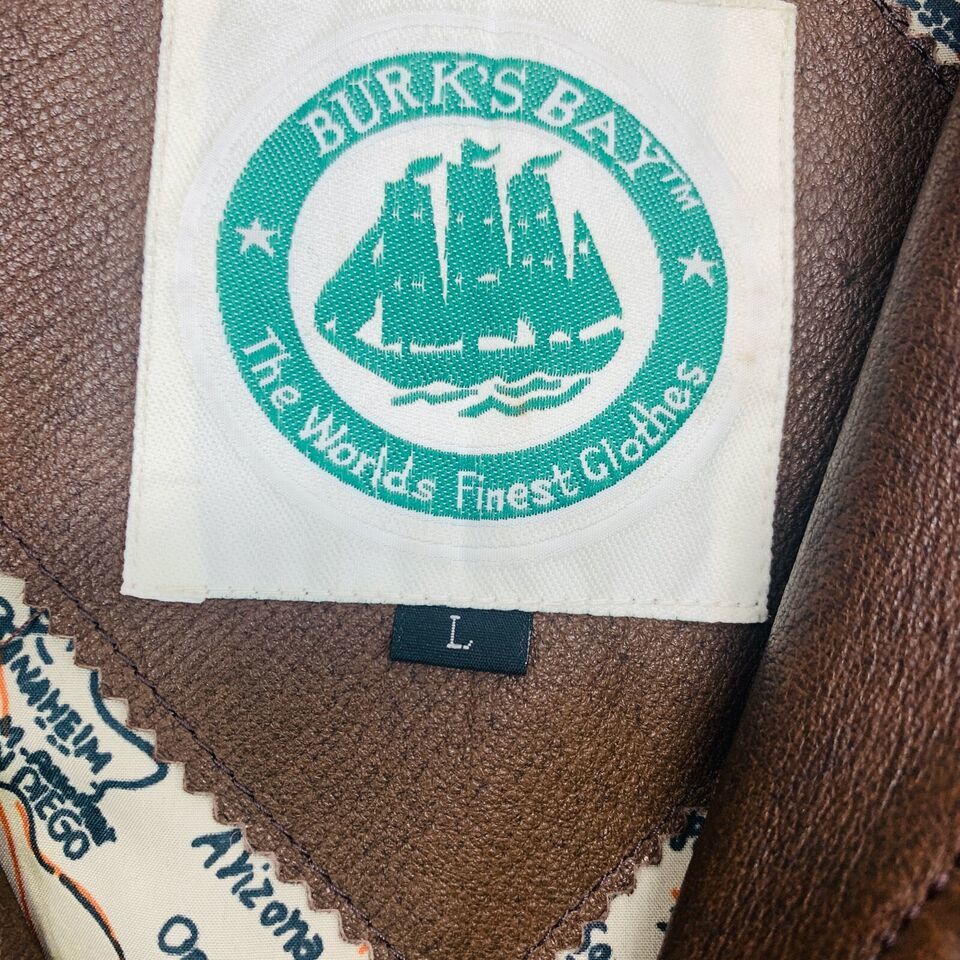 BURK'S BAY™
The Worlds Finest Clothes
L
ANAHEIM
DIEGO
Arizona